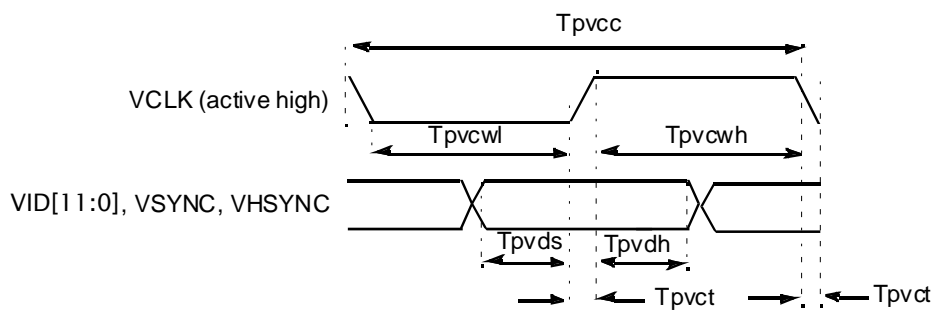 Tpvcc
VCLK (active high)
Tpvcwl
Tpvcwh
VID[11:0], VSYNC, VHSYNC
Tpvds
Tpvdh
Tpvct
Tpvct